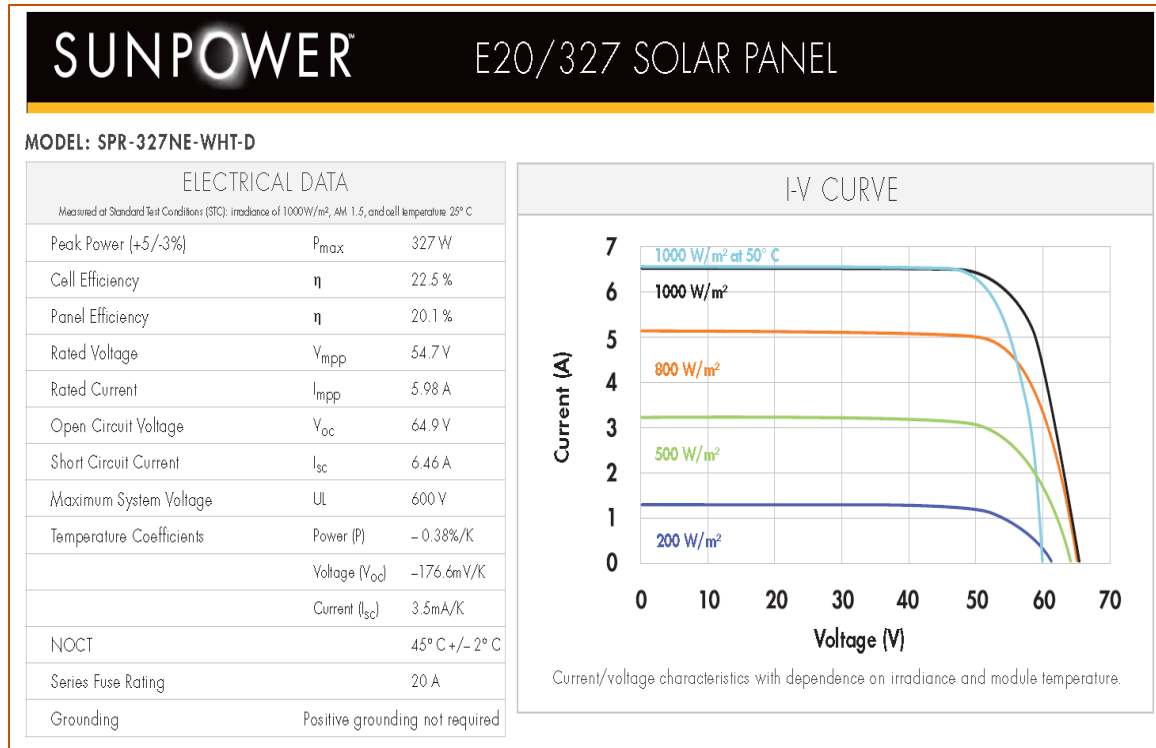 SUNPOWER™
E20/327 SOLAR PANEL
MODEL: SPR-327NE-WHT-D
ELECTRICAL DATA
Measured at Standard Test Conditions (STC): irradiance of 1000W/m², AM 1.5, and cell temperature 25° C
Peak Power (+5/-3%) Pmax 327 W
Cell Efficiency η 22.5 %
Panel Efficiency η 20.1 %
Rated Voltage Vmpp 54.7 V
Rated Current Impp 5.98 A
Open Circuit Voltage Voc 64.9 V
Short Circuit Current Isc 6.46 A
Maximum System Voltage UL 600 V
Temperature Coefficients Power (P) – 0.38%/K
Voltage (Voc) –176.6mV/K
Current (Isc) 3.5mA/K
NOCT 45° C +/– 2° C
Series Fuse Rating 20 A
Grounding Positive grounding not required
I-V CURVE
7
6
5
4
3
2
1
0
Current (A)
1000 W/m² at 50° C
1000 W/m²
800 W/m²
500 W/m²
200 W/m²
0 10 20 30 40 50 60 70
Voltage (V)
Current/voltage characteristics with dependence on irradiance and module temperature.